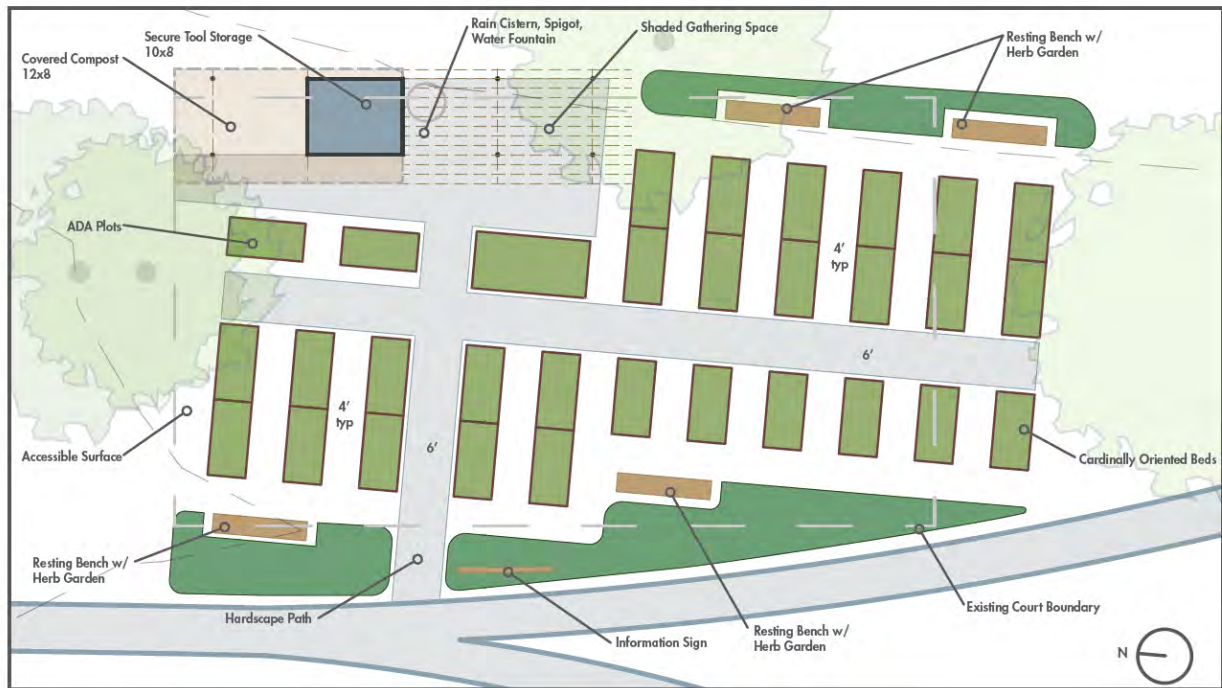 Rain Cistern, Spigot,
Water Fountain
Shaded Gathering Space
Resting Bench w/
Herb Garden
Secure Tool Storage
10x8
Covered Compost
12x8
ADA Plots
4'
typ
6'
4'
typ
6'
Accessible Surface
Cardinally Oriented Beds
Resting Bench w/
Herb Garden
Hardscape Path
Information Sign
Resting Bench w/
Herb Garden
Existing Court Boundary
N